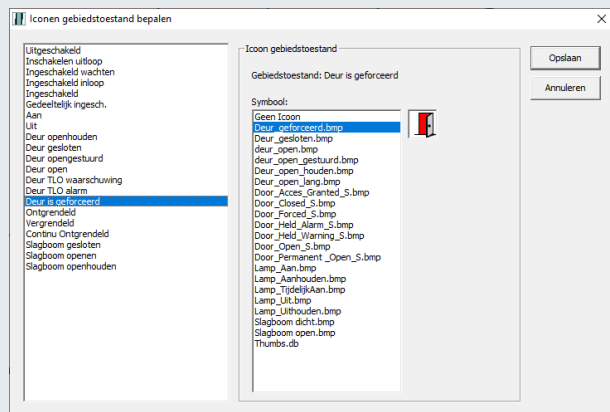 Iconen gebiedstoestand bepalen
Uitgeschakeld
Inschakelen uitloop
Ingeschakeld wachten
Ingeschakeld inloop
Ingeschakeld
Gedeeltelijk ingesch.
Aan
Uit
Deur openhouden
Deur gesloten
Deur opengestuurd
Deur open
Deur TLO waarschuwing
Deur TLO alarm
Deur is geforceerd
Ontgrendeld
Vergrendeld
Continu Ontgrendeld
Slagboom gesloten
Slagboom openen
Slagboom openhouden
Icoon gebiedstoestand
Gebiedstoestand: Deur is geforceerd
Symbool:
Geen Icoon
Deur_geforceerd.bmp
Deur_gesloten.bmp
deur_open.bmp
deur_open_gestuurd.bmp
Deur_open_houden.bmp
Deur_open_lang.bmp
Door_Acces_Granted_S.bmp
Door_Closed_S.bmp
Door_Forced_S.bmp
Door_Held_Alarm_S.bmp
Door_Held_Warning_S.bmp
Door_Open_S.bmp
Door_Permanent _Open_S.bmp
Lamp_Aan.bmp
Lamp_Aanhouden.bmp
Lamp_TijdelijkAan.bmp
Lamp_Uit.bmp
Lamp_Uithouden.bmp
Slagboom dicht.bmp
Slagboom open.bmp
Thumbs.db
Opslaan
Annuleren